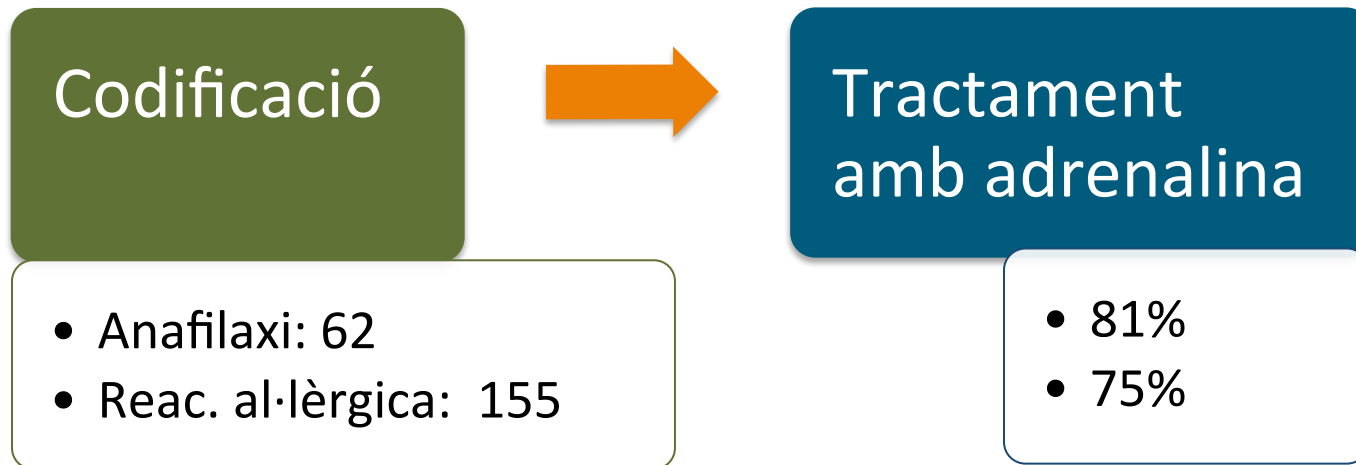 Codificació
Tractament
amb adrenalina
• Anafilaxi: 62
• Reac. al·lèrgica: 155
• 81%
• 75%